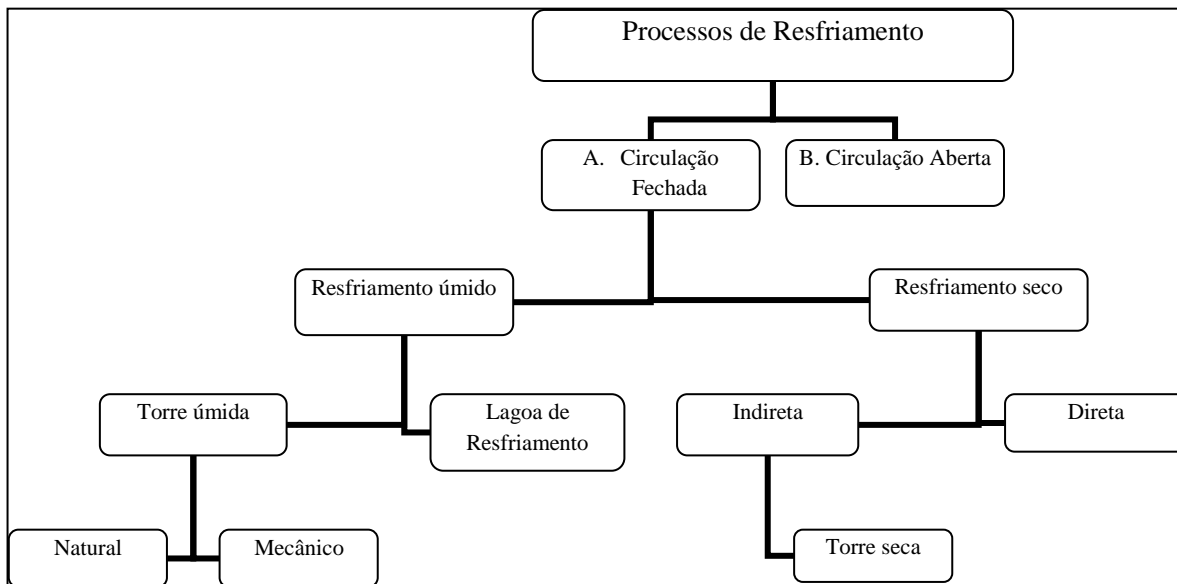 Processos de Resfriamento
A. Circulação
Fechada
B. Circulação Aberta
Resfriamento úmido
Resfriamento seco
Torre úmida
Lagoa de
Resfriamento
Indireta
Direta
Natural
Mecânico
Torre seca